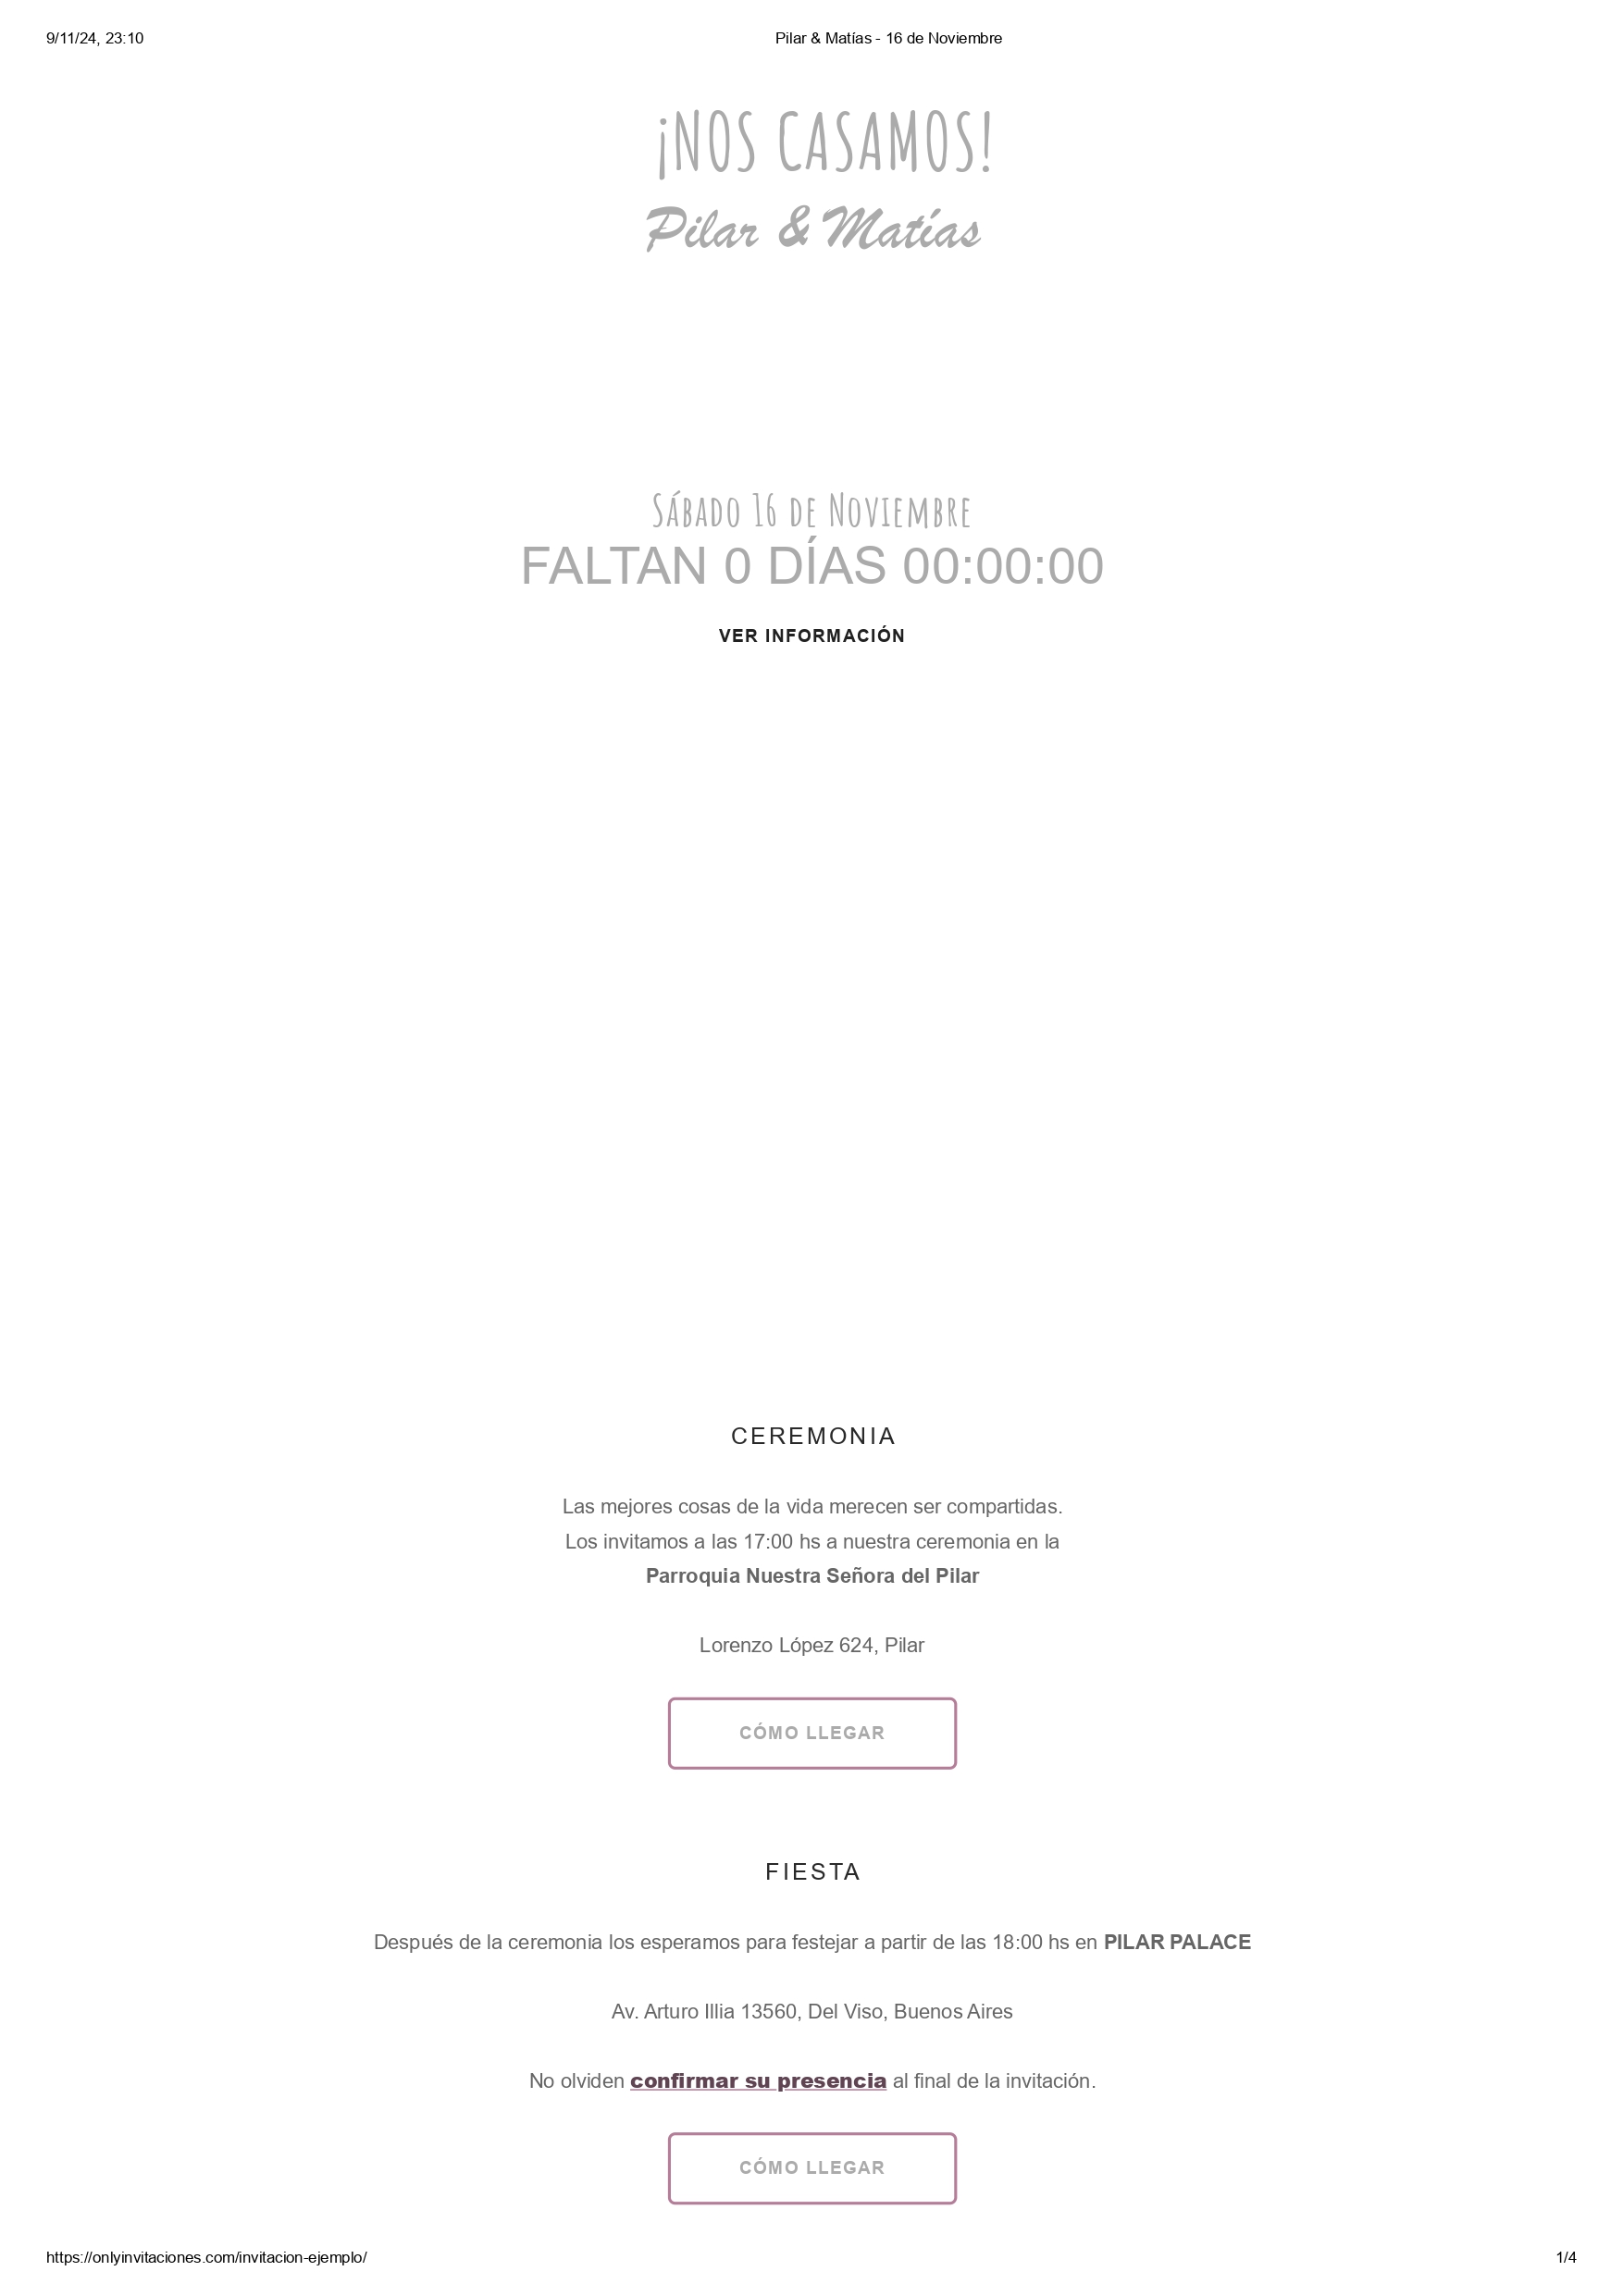 9/11/24, 23:10
Pilar & Matías - 16 de Noviembre
¡NOS CASAMOS!
Pilar & Matías
Sábado 16 de Noviembre
FALTAN 0 DÍAS 00:00:00
VER INFORMACIÓN
CEREMONIA
Las mejores cosas de la vida merecen ser compartidas.
Los invitamos a las 17:00 hs a nuestra ceremonia en la
Parroquia Nuestra Señora del Pilar
Lorenzo López 624, Pilar
CÓMO LLEGAR
FIESTA
Después de la ceremonia los esperamos para festejar a partir de las 18:00 hs en PILAR PALACE
Av. Arturo Illia 13560, Del Viso, Buenos Aires
No olviden confirmar su presencia al final de la invitación.
CÓMO LLEGAR
https://onlyinvitaciones.com/invitacion-ejemplo/
1/4